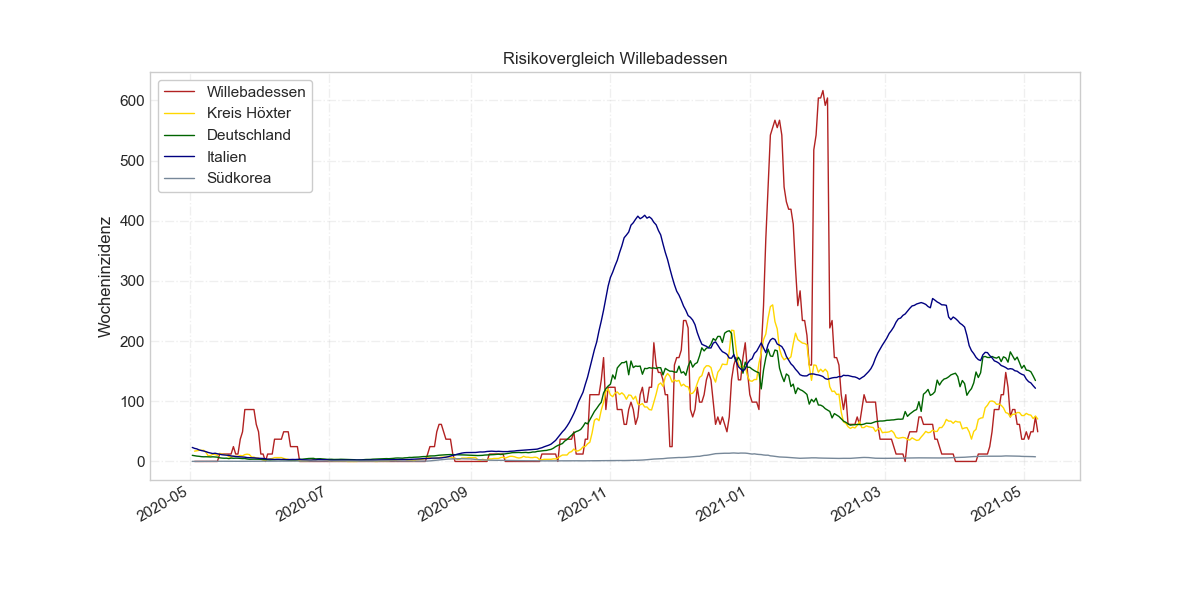 Risikovergleich Willebadessen
Willebadessen
Kreis Höxter
Deutschland
Italien
Südkorea
Wocheninzidenz
600
500
400
300
200
100
0
2020-05
2020-07
2020-09
2020-11
2021-01
2021-03
2021-05